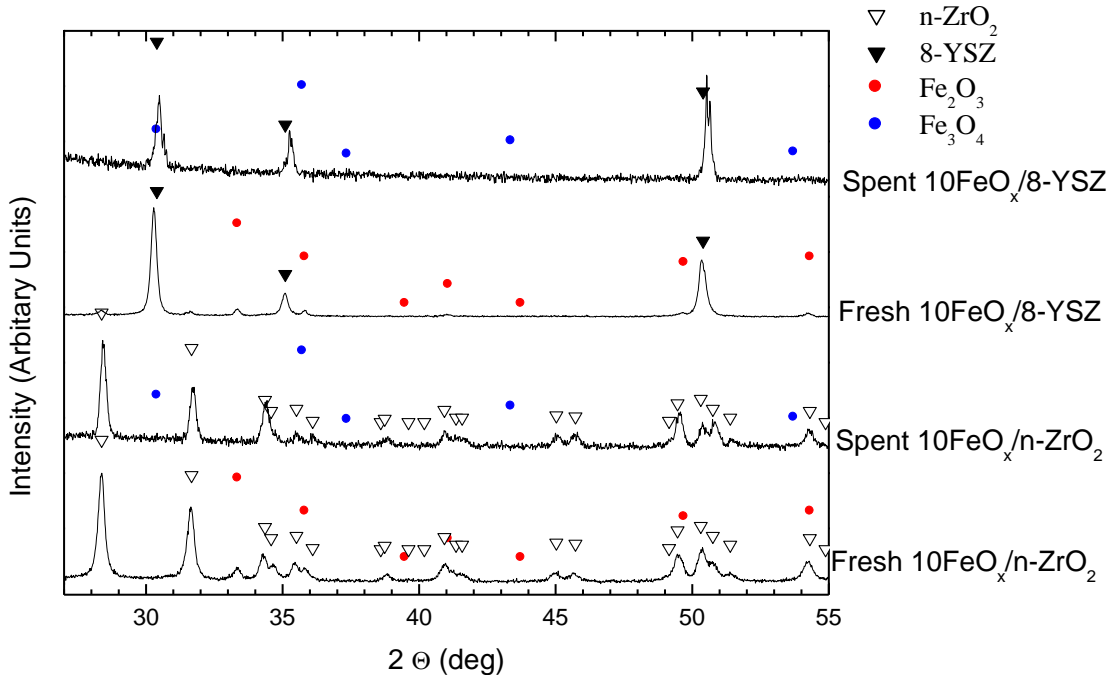 n-ZrO₂
8-YSZ
Fe₂O₃
Fe₃O₄
Spent 10FeOₓ/8-YSZ
Fresh 10FeOₓ/8-YSZ
Spent 10FeOₓ/n-ZrO₂
Fresh 10FeOₓ/n-ZrO₂
Intensity (Arbitary Units)
30 35 40 45 50 55
2 Θ (deg)